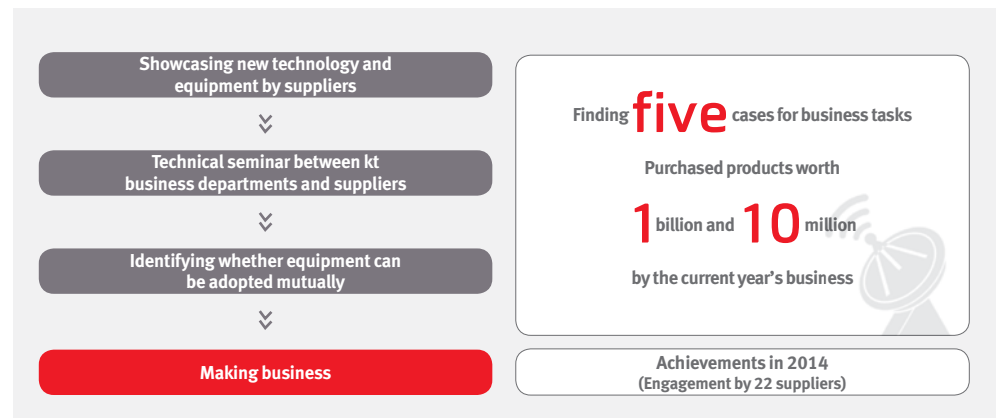 Showcasing new technology and
equipment by suppliers
Technical seminar between kt
business departments and suppliers
Identifying whether equipment can
be adopted mutually
Making business
Finding five cases for business tasks
Purchased products worth
1 billion and 10 million
by the current year's business
Achievements in 2014
(Engagement by 22 suppliers)